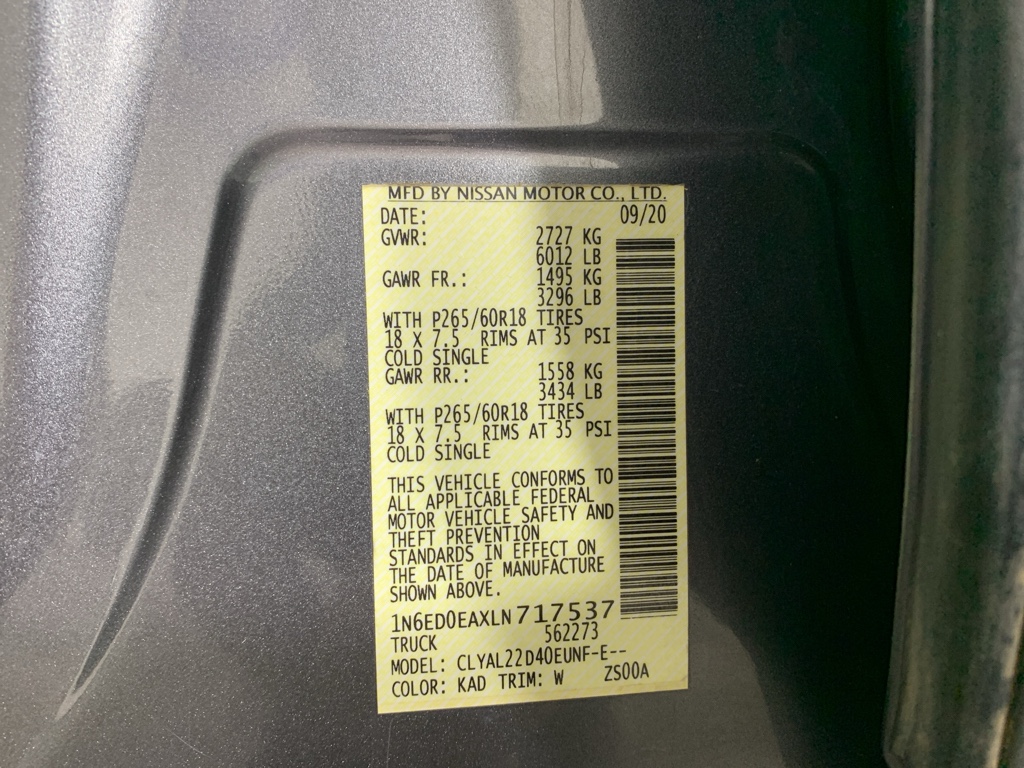 MFD BY NISSAN MOTOR CO., LTD.
DATE: 09/20
GVWR: 2727 KG
6012 LB
GAWR FR.: 1495 KG
3296 LB
WITH P265/60R18 TIRES
18 X 7.5 RIMS AT 35 PSI
COLD SINGLE
GAWR RR.: 1558 KG
3434 LB
WITH P265/60R18 TIRES
18 X 7.5 RIMS AT 35 PSI
COLD SINGLE
THIS VEHICLE CONFORMS TO
ALL APPLICABLE FEDERAL
MOTOR VEHICLE SAFETY AND
THEFT PREVENTION
STANDARDS IN EFFECT ON
THE DATE OF MANUFACTURE
SHOWN ABOVE.
1N6ED0EAXLN717537
TRUCK 562273
MODEL: CLYAL22D40EUNF-E--
COLOR: KAD TRIM: W ZS00A